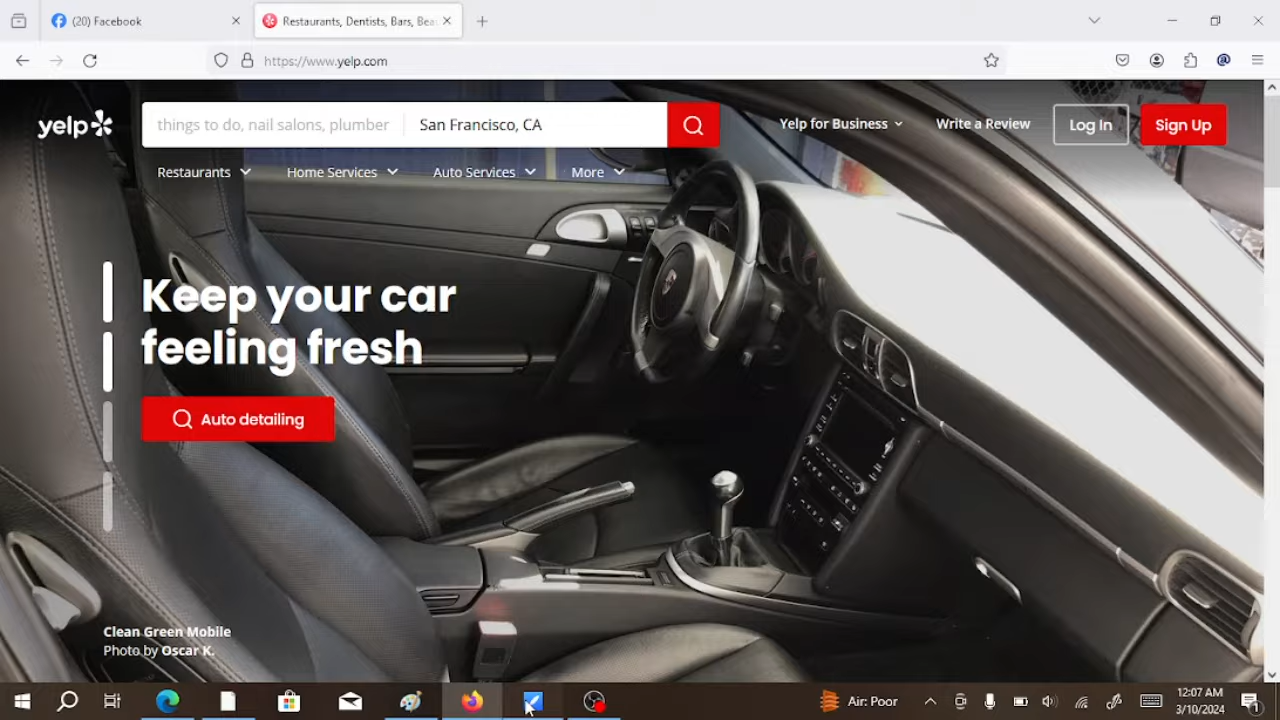 (20) Facebook
Restaurants, Dentists, Bars, Bea
https://www.yelp.com
yelp
things to do, nail salons, plumber
San Francisco, CA
Yelp for Business
Write a Review
Log In
Sign Up
Restaurants
Home Services
Auto Services
More
Keep your car
feeling fresh
Auto detailing
Clean Green Mobile
Photo by Oscar K.
Air: Poor
12:07 AM
3/10/2024
1